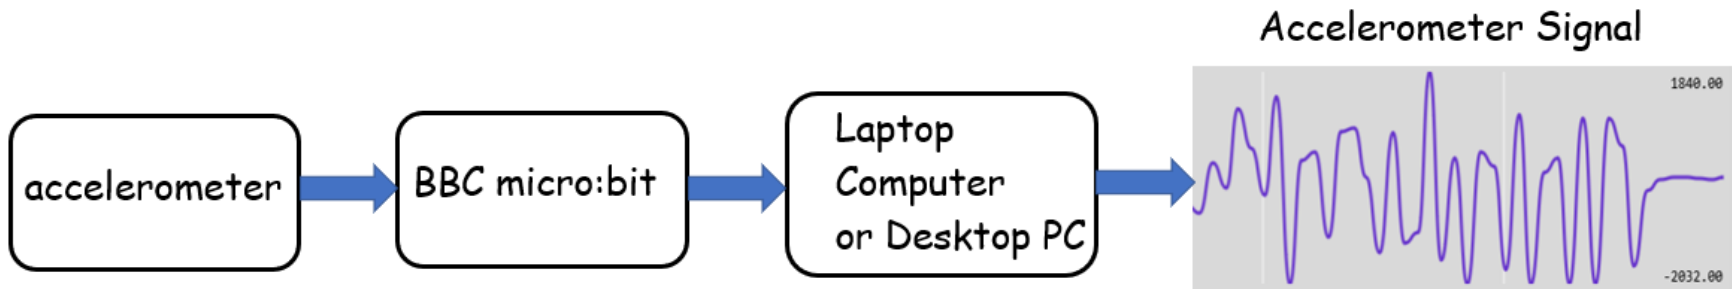 Accelerometer Signal
accelerometer
BBC micro:bit
Laptop
Computer
or Desktop PC
1840.00
-2032.00